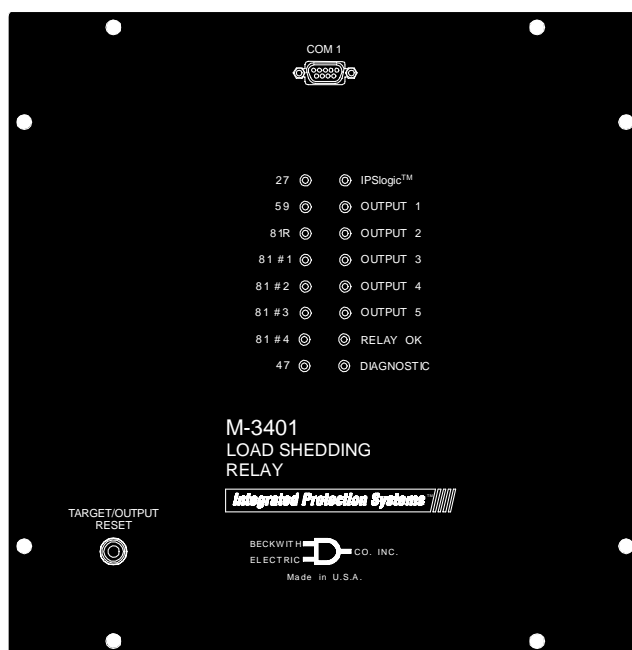 COM 1
27 IPSlogic™
59 OUTPUT 1
81R OUTPUT 2
81 #1 OUTPUT 3
81 #2 OUTPUT 4
81 #3 OUTPUT 5
81 #4 RELAY OK
47 DIAGNOSTIC
M-3401
LOAD SHEDDING
RELAY
Integrated Protection Systems™
TARGET/OUTPUT
RESET
BECKWITH
ELECTRIC
CO. INC.
Made in U.S.A.